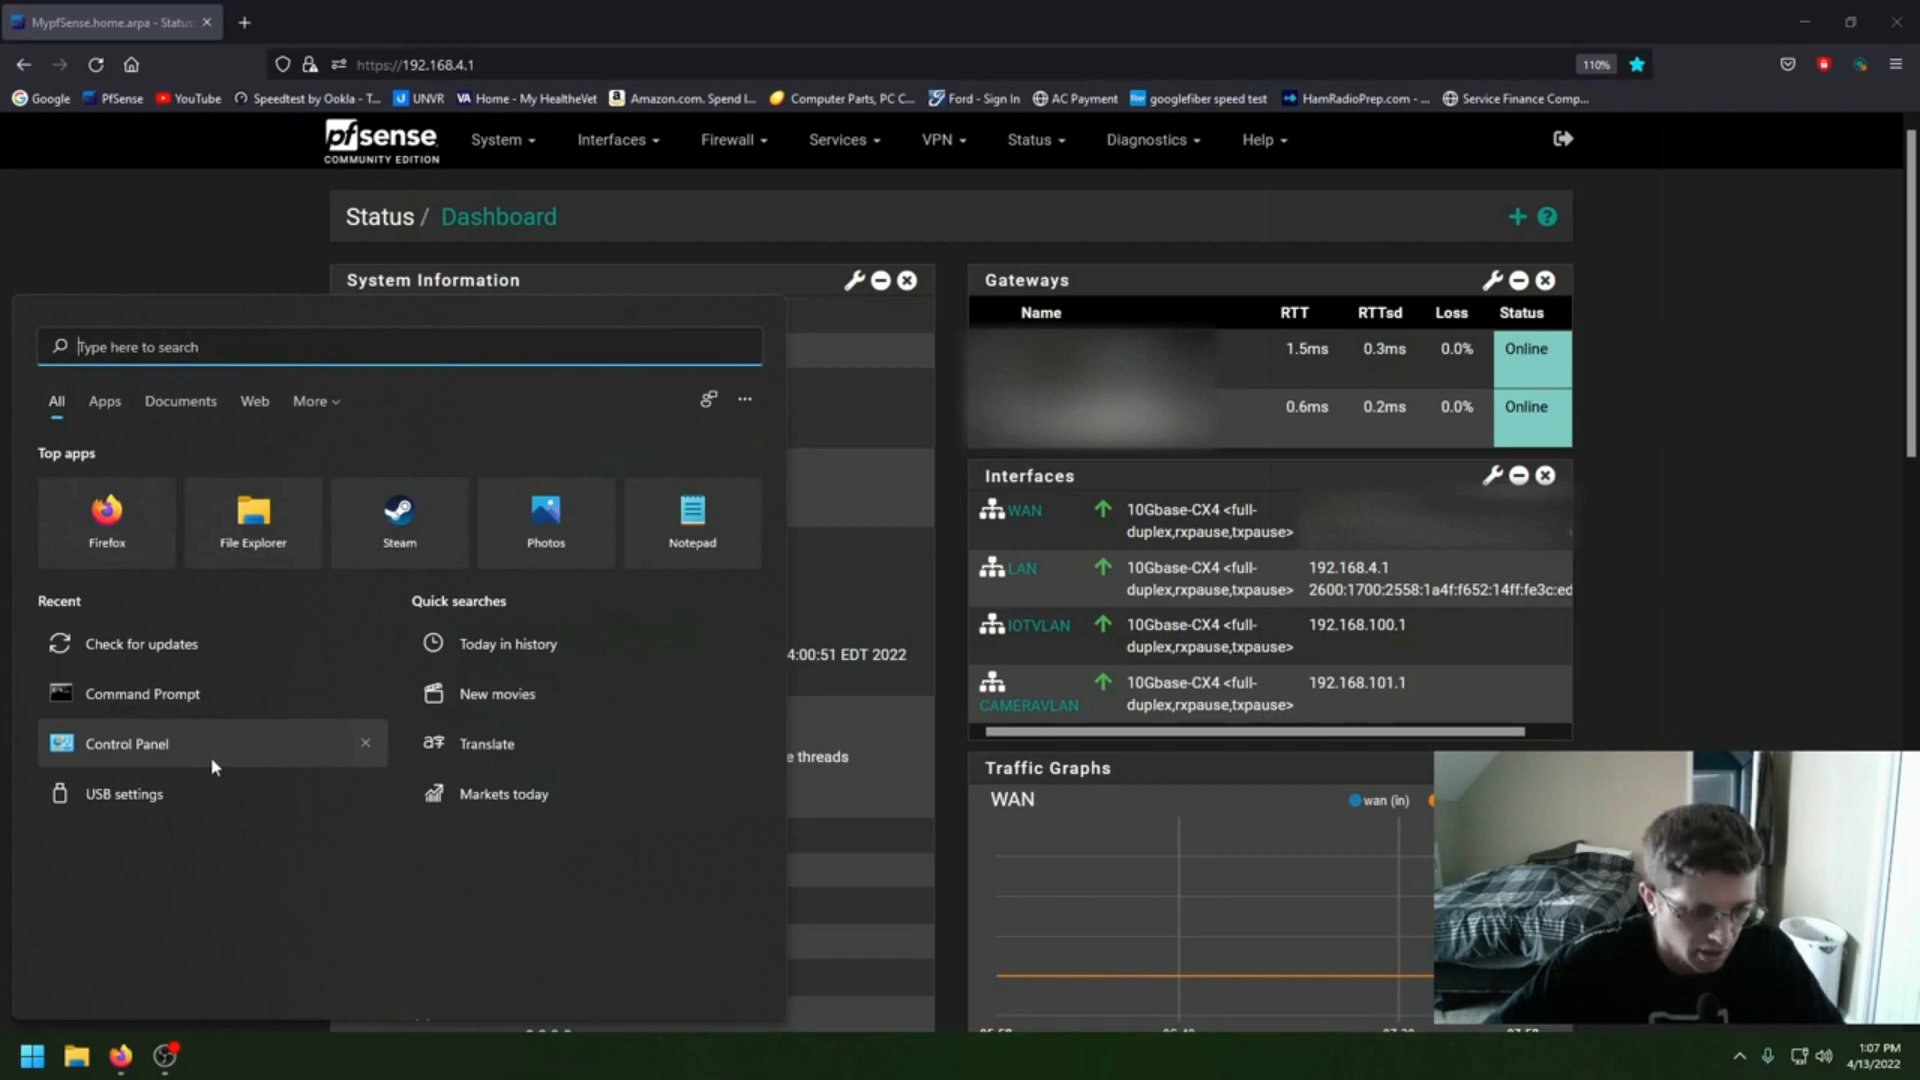 MypfSense.home.arpa - Status
https://192.168.4.1
110%
Google
PfSense
YouTube
Speedtest by Ookla - T...
UNVR
Home - My HealtheVet
Amazon.com. Spend l...
Computer Parts, PC C...
Ford - Sign In
AC Payment
googlefiber speed test
HamRadioPrep.com - ...
Service Finance Comp...
pfsense
COMMUNITY EDITION
System
Interfaces
Firewall
Services
VPN
Status
Diagnostics
Help
Status / Dashboard
System Information
4:00:51 EDT 2022
e threads
Type here to search
All
Apps
Documents
Web
More
Top apps
Firefox
File Explorer
Steam
Photos
Notepad
Recent
Check for updates
Command Prompt
Control Panel
USB settings
Quick searches
Today in history
New movies
Translate
Markets today
Gateways
Name RTT RTTsd Loss Status
1.5ms 0.3ms 0.0% Online
0.6ms 0.2ms 0.0% Online
Interfaces
WAN 10Gbase-CX4 <full-
duplex,rxpause,txpause>
LAN 10Gbase-CX4 <full- 192.168.4.1
duplex,rxpause,txpause> 2600:1700:2558:1a4f:f652:14ff:fe3c:ed
IOTVLAN 10Gbase-CX4 <full- 192.168.100.1
duplex,rxpause,txpause>
10Gbase-CX4 <full- 192.168.101.1
CAMERAVLAN duplex,rxpause,txpause>
Traffic Graphs
WAN
wan (in)
1:07 PM
4/13/2022